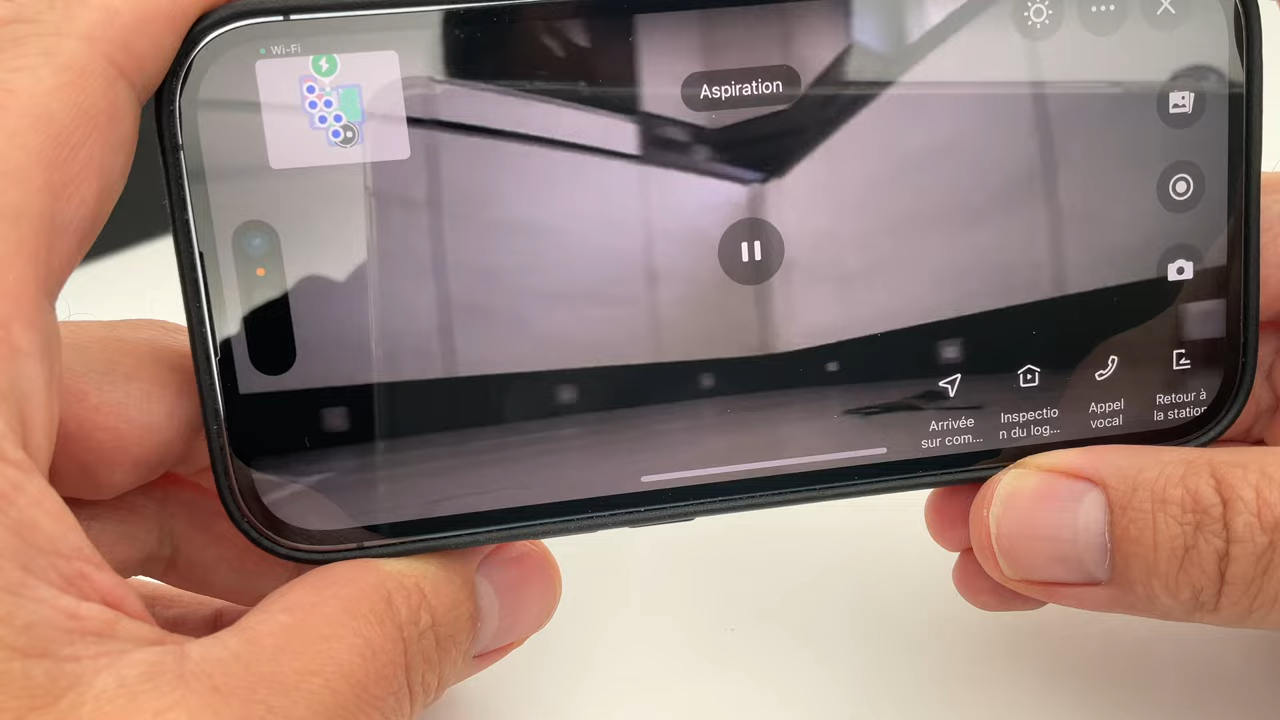 Wi-Fi
Aspiration
Arrivée
sur com...
Inspectio
n du log...
Appel
vocal
Retour à
la station